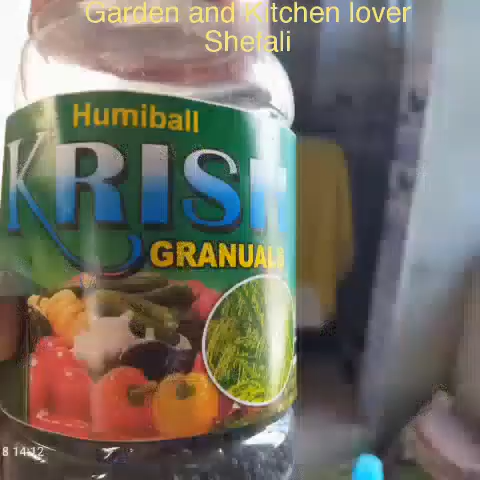 Garden and Kitchen lover
Shefali
Humiball
KRISH
GRANUALS
8 14:12